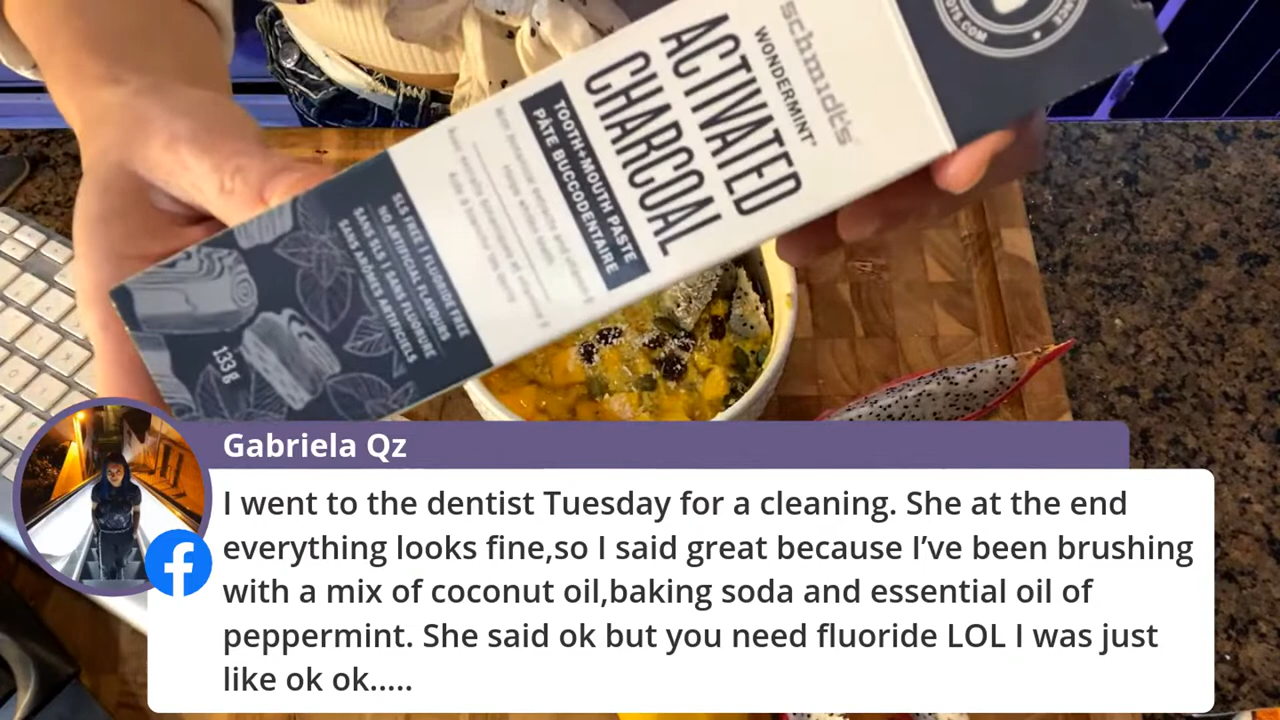 schmidt's
WONDERMINT
ACTIVATED
CHARCOAL
TOOTH+MOUTH PASTE
PÂTE BUCCODENTAIRE
SLS FREE | FLUORIDE FREE
NO ARTIFICIAL FLAVOURS
SANS SLS | SANS FLUORURE
SANS ARÔMES ARTIFICIELS
133 g
Gabriela Qz
I went to the dentist Tuesday for a cleaning. She at the end
everything looks fine,so I said great because I’ve been brushing
with a mix of coconut oil,baking soda and essential oil of
peppermint. She said ok but you need fluoride LOL I was just
like ok ok.....